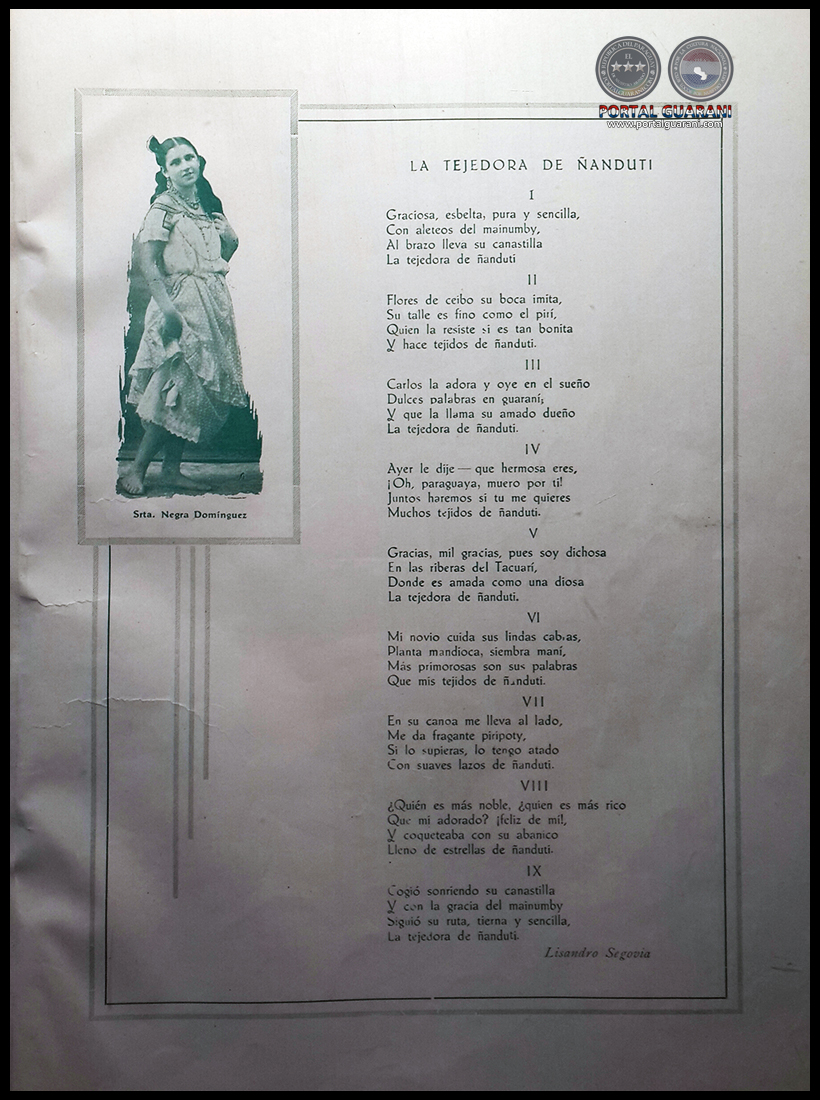 PORTAL GUARANI
www.portalguarani.com
LA TEJEDORA DE ÑANDUTI
I
Graciosa, esbelta, pura y sencilla,
Con aleteos del mainumby,
Al brazo lleva su canastilla
La tejedora de ñanduti
II
Flores de ceibo su boca imita,
Su talle es fino como el pirí,
Quien la resiste si es tan bonita
Y hace tejidos de ñanduti.
III
Carlos la adora y oye en el sueño
Dulces palabras en guaraní;
Y que la llama su amado dueño
La tejedora de ñanduti.
IV
Ayer le dije — que hermosa eres,
¡Oh, paraguaya, muero por ti!
Juntos haremos si tu me quieres
Muchos tejidos de ñanduti.
V
Gracias, mil gracias, pues soy dichosa
En las riberas del Tacuarí,
Donde es amada como una diosa
La tejedora de ñanduti.
VI
Mi novio cuida sus lindas cabras,
Planta mandioca, siembra maní,
Más primorosas son sus palabras
Que mis tejidos de ñanduti.
VII
En su canoa me lleva al lado,
Me da fragante piripoty,
Si lo supieras, lo tengo atado
Con suaves lazos de ñanduti.
VIII
¿Quién es más noble, ¿quien es más rico
Que mi adorado? ¡feliz de mí!,
Y coqueteaba con su abanico
Lleno de estrellas de ñanduti.
IX
Cogió sonriendo su canastilla
Y con la gracia del mainumby
Siguió su ruta, tierna y sencilla,
La tejedora de ñanduti.
Lisandro Segovia
Srta. Negra Domínguez